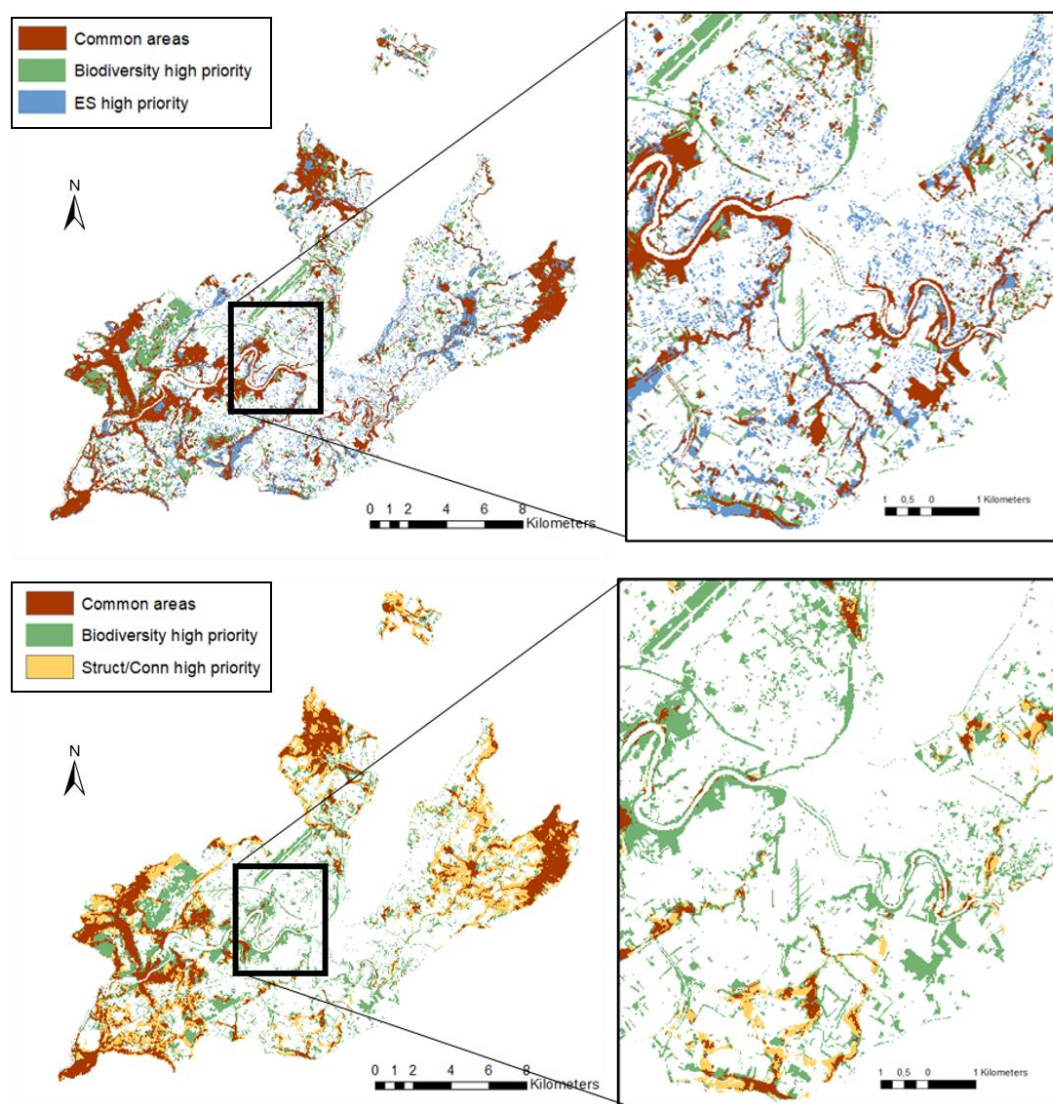 Common areas
Biodiversity high priority
ES high priority
N
0 1 2 4 6 8
Kilometers
1 0,5 0 1 Kilometers
Common areas
Biodiversity high priority
Struct/Conn high priority
N
0 1 2 4 6 8
Kilometers
1 0,5 0 1 Kilometers